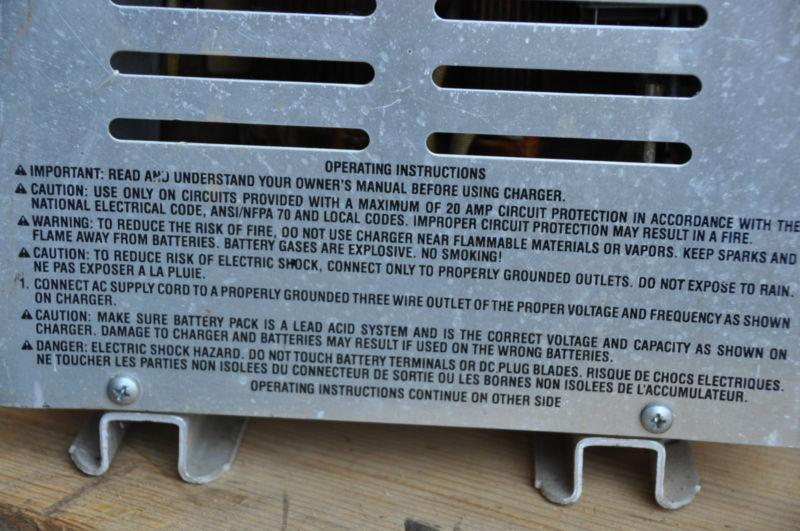 OPERATING INSTRUCTIONS
⚠ IMPORTANT: READ AND UNDERSTAND YOUR OWNER'S MANUAL BEFORE USING CHARGER.
⚠ CAUTION: USE ONLY ON CIRCUITS PROVIDED WITH A MAXIMUM OF 20 AMP CIRCUIT PROTECTION IN ACCORDANCE WITH THE
NATIONAL ELECTRICAL CODE, ANSI/NFPA 70 AND LOCAL CODES. IMPROPER CIRCUIT PROTECTION MAY RESULT IN A FIRE.
⚠ WARNING: TO REDUCE THE RISK OF FIRE, DO NOT USE CHARGER NEAR FLAMMABLE MATERIALS OR VAPORS. KEEP SPARKS AND
FLAME AWAY FROM BATTERIES. BATTERY GASES ARE EXPLOSIVE. NO SMOKING!
⚠ CAUTION: TO REDUCE RISK OF ELECTRIC SHOCK, CONNECT ONLY TO PROPERLY GROUNDED OUTLETS. DO NOT EXPOSE TO RAIN.
NE PAS EXPOSER A LA PLUIE.
1. CONNECT AC SUPPLY CORD TO A PROPERLY GROUNDED THREE WIRE OUTLET OF THE PROPER VOLTAGE AND FREQUENCY AS SHOWN
ON CHARGER.
⚠ CAUTION: MAKE SURE BATTERY PACK IS A LEAD ACID SYSTEM AND IS THE CORRECT VOLTAGE AND CAPACITY AS SHOWN ON
CHARGER. DAMAGE TO CHARGER AND BATTERIES MAY RESULT IF USED ON THE WRONG BATTERIES.
⚠ DANGER: ELECTRIC SHOCK HAZARD. DO NOT TOUCH BATTERY TERMINALS OR DC PLUG BLADES. RISQUE DE CHOCS ELECTRIQUES.
NE TOUCHER LES PARTIES NON ISOLEES DU CONNECTEUR DE SORTIE OU LES BORNES NON ISOLEES DE L'ACCUMULATEUR.
OPERATING INSTRUCTIONS CONTINUE ON OTHER SIDE